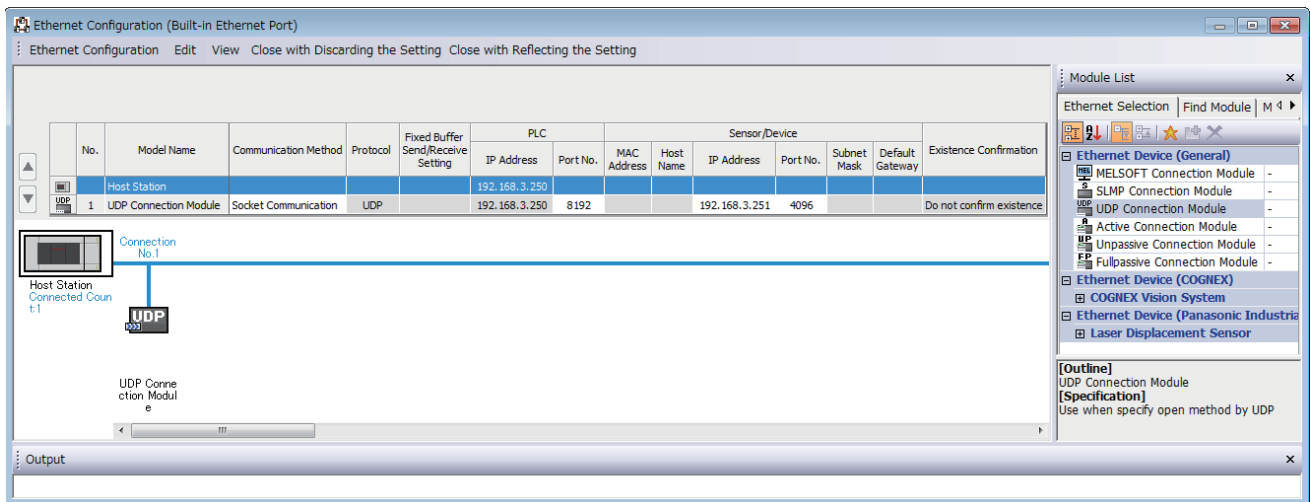 Ethernet Configuration (Built-in Ethernet Port)
Ethernet Configuration Edit View Close with Discarding the Setting Close with Reflecting the Setting
Module List
Ethernet Selection Find Module M
No. Model Name Communication Method Protocol Fixed Buffer Send/Receive Setting PLC IP Address Port No. Sensor/Device MAC Address Host Name IP Address Port No. Subnet Mask Default Gateway Existence Confirmation
Host Station 192.168.3.250
UDP 1 UDP Connection Module Socket Communication UDP 192.168.3.250 8192 192.168.3.251 4096 Do not confirm existence
Connection
No.1
Host Station
Connected Coun
t:1
UDP
UDP Conne
ction Modul
e
Ethernet Device (General)
MELSOFT Connection Module -
SLMP Connection Module -
UDP Connection Module -
Active Connection Module -
Unpassive Connection Module -
Fullpassive Connection Module -
Ethernet Device (COGNEX)
COGNEX Vision System
Ethernet Device (Panasonic Industria
Laser Displacement Sensor
[Outline]
UDP Connection Module
[Specification]
Use when specify open method by UDP
Output